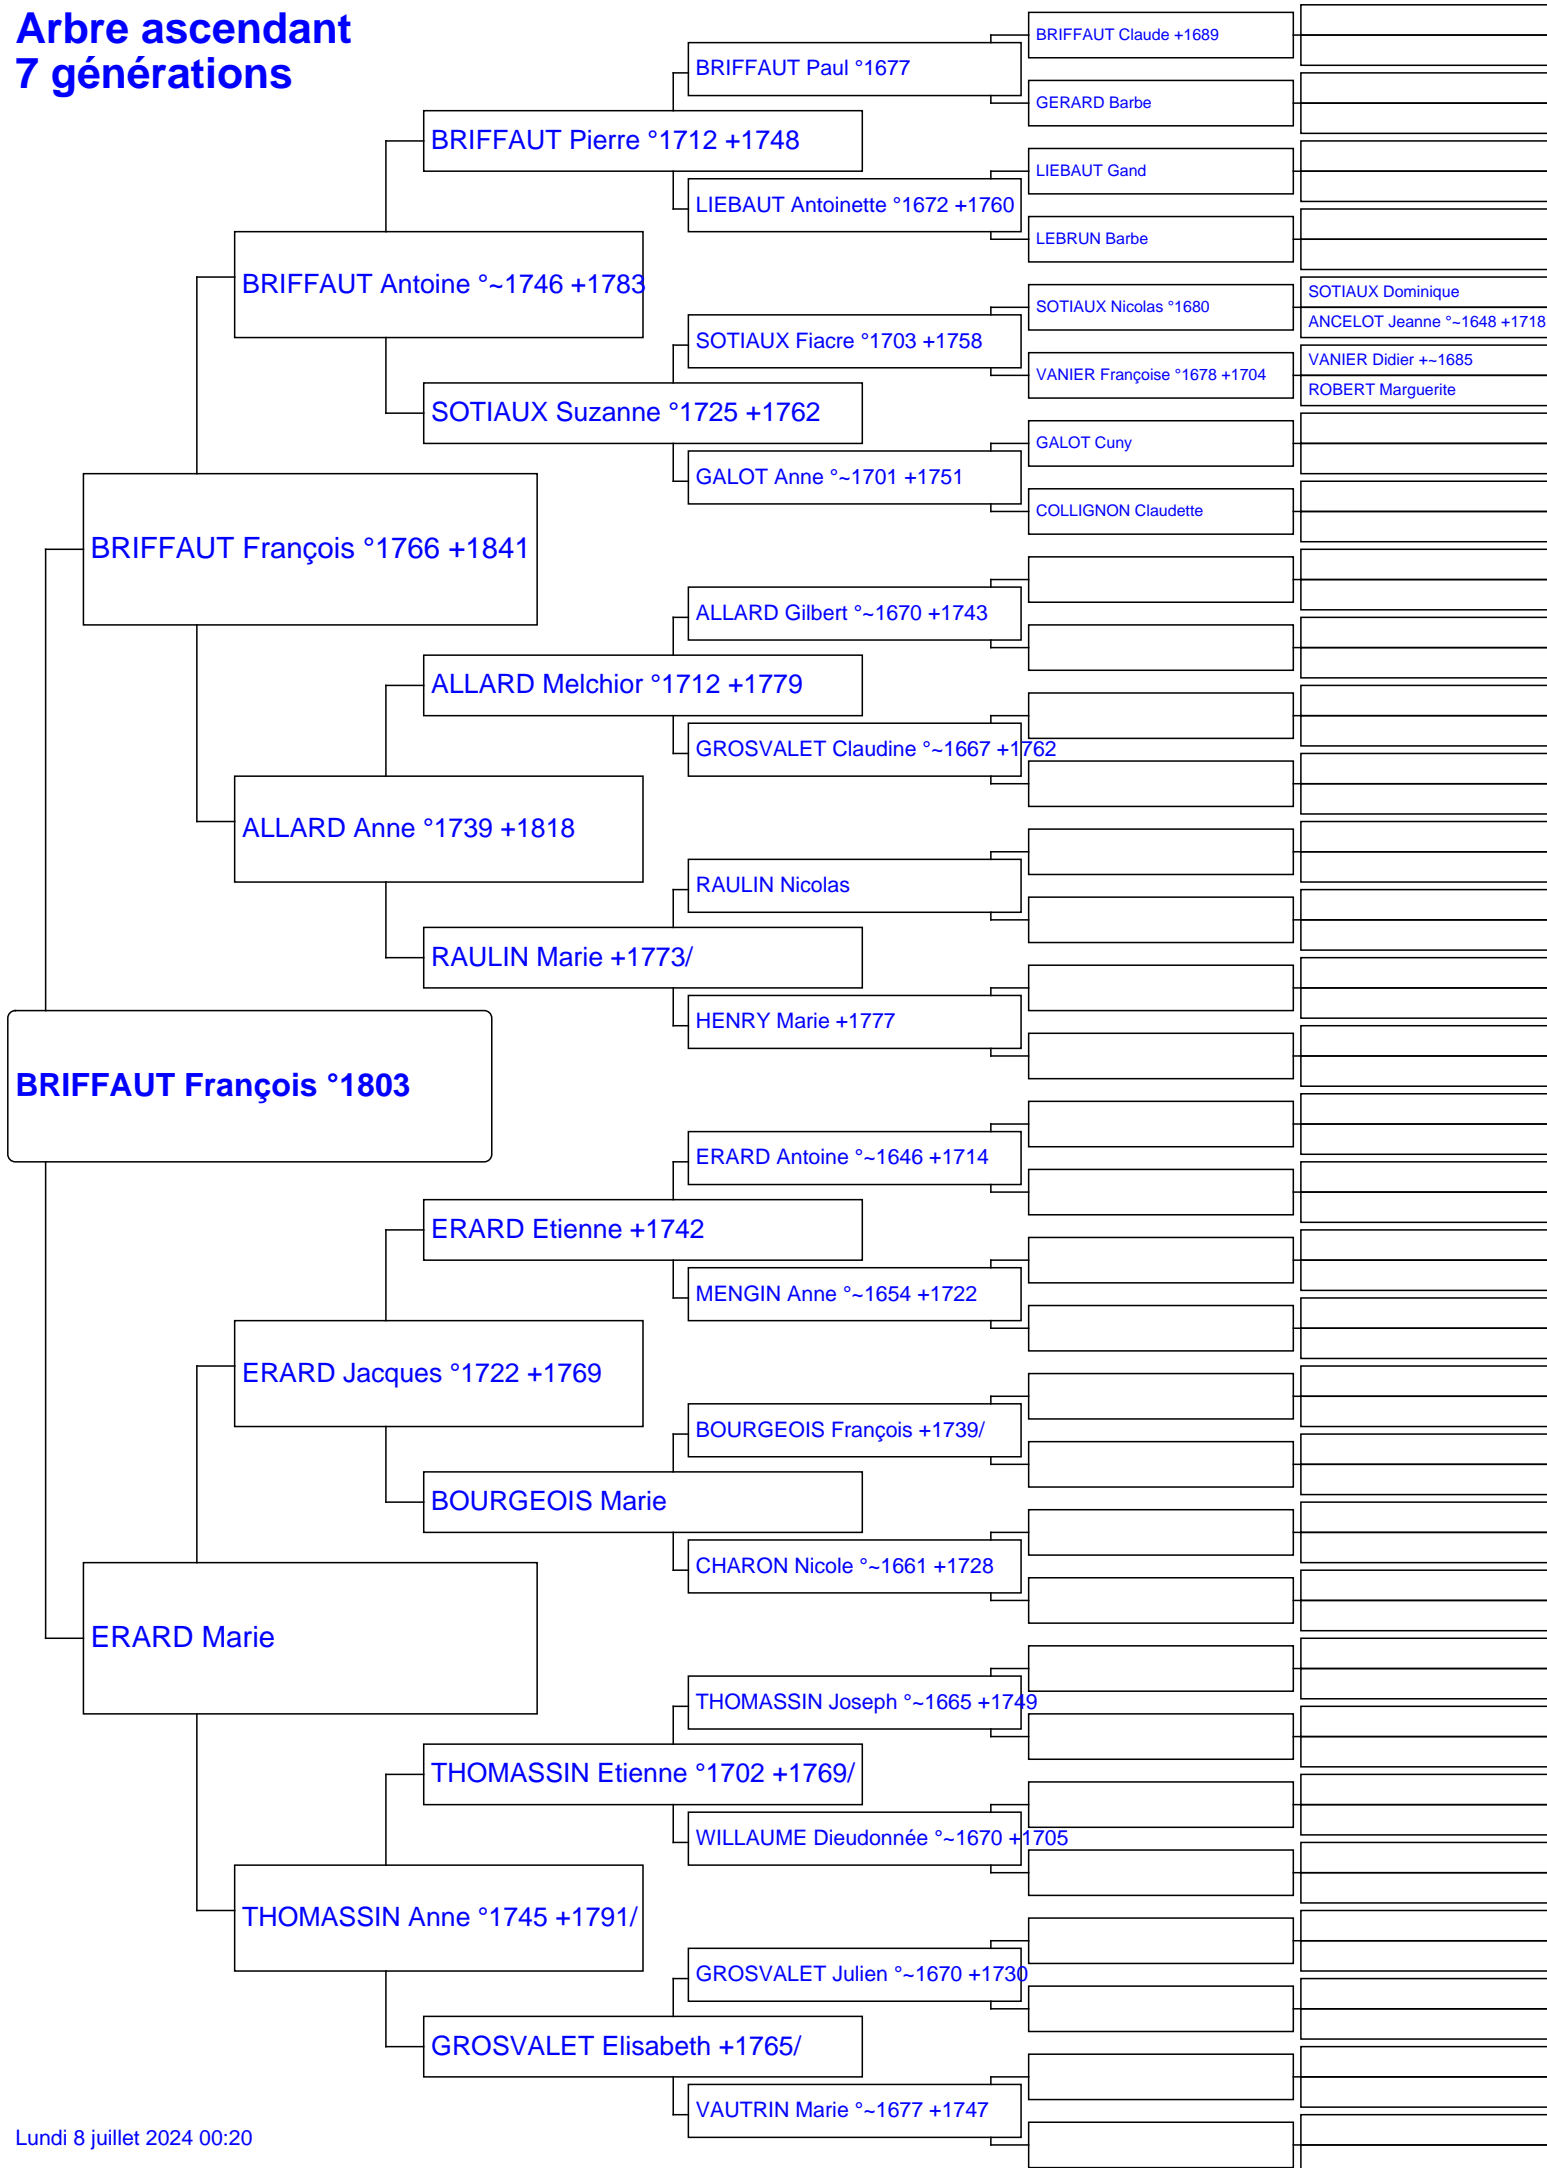 Arbre ascendant
7 générations
BRIFFAUT Claude +1689
BRIFFAUT Paul °1677
GERARD Barbe
BRIFFAUT Pierre °1712 +1748
LIEBAUT Gand
LIEBAUT Antoinette °1672 +1760
LEBRUN Barbe
BRIFFAUT Antoine °~1746 +1783
SOTIAUX Dominique
SOTIAUX Nicolas °1680
ANCELOT Jeanne °~1648 +1718
SOTIAUX Fiacre °1703 +1758
VANIER Didier +~1685
VANIER Françoise °1678 +1704
ROBERT Marguerite
SOTIAUX Suzanne °1725 +1762
GALOT Cuny
GALOT Anne °~1701 +1751
COLLIGNON Claudette
BRIFFAUT François °1766 +1841
ALLARD Gilbert °~1670 +1743
ALLARD Melchior °1712 +1779
GROSVALET Claudine °~1667 +1762
ALLARD Anne °1739 +1818
RAULIN Nicolas
RAULIN Marie +1773/
HENRY Marie +1777
BRIFFAUT François °1803
ERARD Antoine °~1646 +1714
ERARD Etienne +1742
MENGIN Anne °~1654 +1722
ERARD Jacques °1722 +1769
BOURGEOIS François +1739/
BOURGEOIS Marie
CHARON Nicole °~1661 +1728
ERARD Marie
THOMASSIN Joseph °~1665 +1749
THOMASSIN Etienne °1702 +1769/
WILLAUME Dieudonnée °~1670 +1705
THOMASSIN Anne °1745 +1791/
GROSVALET Julien °~1670 +1730
GROSVALET Elisabeth +1765/
VAUTRIN Marie °~1677 +1747
Lundi 8 juillet 2024 00:20